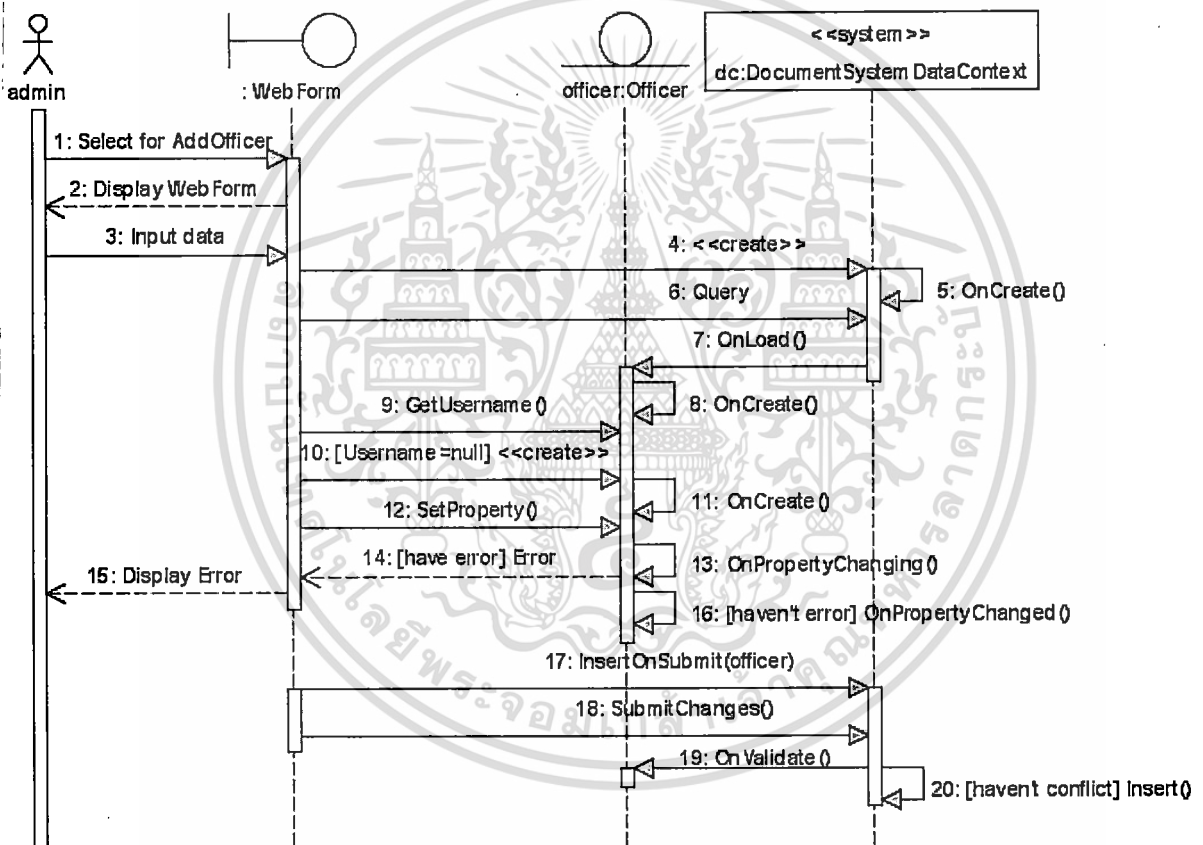 <<system>>
admin
: Web Form
officer:Officer
dc:DocumentSystem DataContext
1: Select for AddOfficer
2: Display Web Form
3: Input data
4: <<create>>
5: OnCreate()
6: Query
7: OnLoad()
8: OnCreate()
9: GetUsername()
10: [Username=null] <<create>>
11: OnCreate()
12: SetProperty()
13: OnPropertyChanging()
14: [have error] Error
15: Display Error
16: [haven't error] OnPropertyChanged()
17: InsertOnSubmit(officer)
18: SubmitChanges()
19: OnValidate()
20: [haven't conflict] Insert()